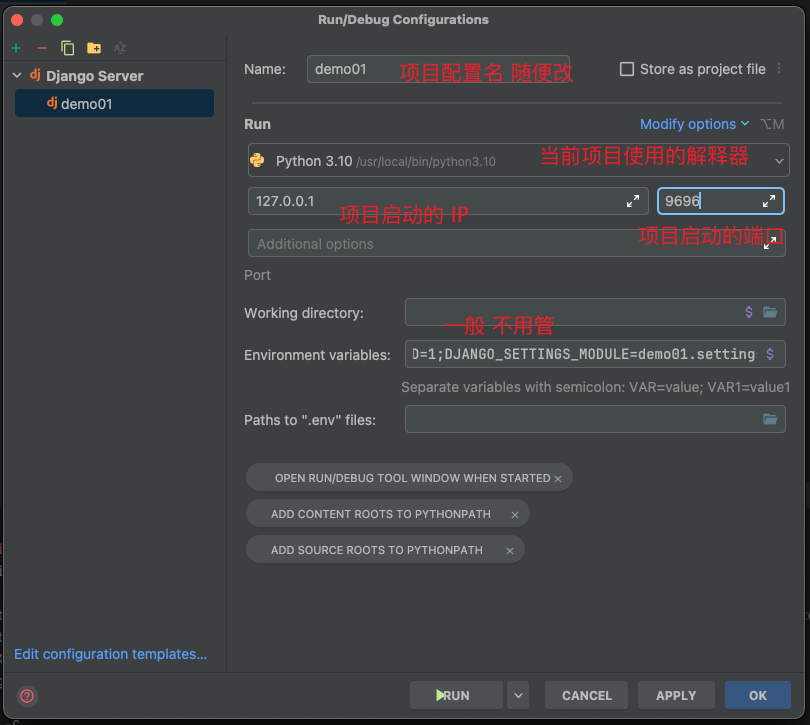 Run/Debug Configurations
Django Server
demo01
Name:
demo01
项目配置名 随便改
Store as project file
Run
Modify options
⌥M
Python 3.10 /usr/local/bin/python3.10
当前项目使用的解释器
127.0.0.1
9696
项目启动的 IP
项目启动的端口
Additional options
Port
Working directory:
一般 不用管
Environment variables:
D=1;DJANGO_SETTINGS_MODULE=demo01.setting
Separate variables with semicolon: VAR=value; VAR1=value1
Paths to ".env" files:
OPEN RUN/DEBUG TOOL WINDOW WHEN STARTED
ADD CONTENT ROOTS TO PYTHONPATH
ADD SOURCE ROOTS TO PYTHONPATH
Edit configuration templates...
RUN
CANCEL
APPLY
OK